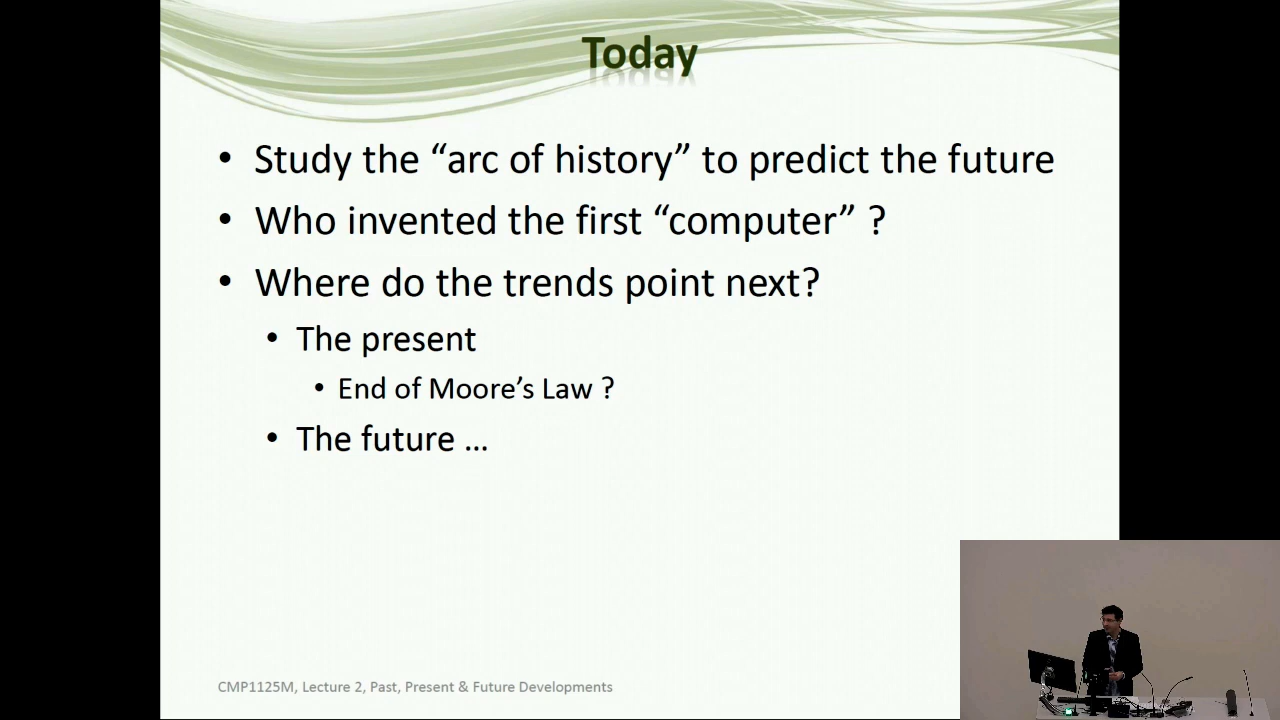 Today
• Study the “arc of history” to predict the future
• Who invented the first “computer” ?
• Where do the trends point next?
• The present
• End of Moore’s Law ?
• The future ...
CMP1125M, Lecture 2, Past, Present & Future Developments